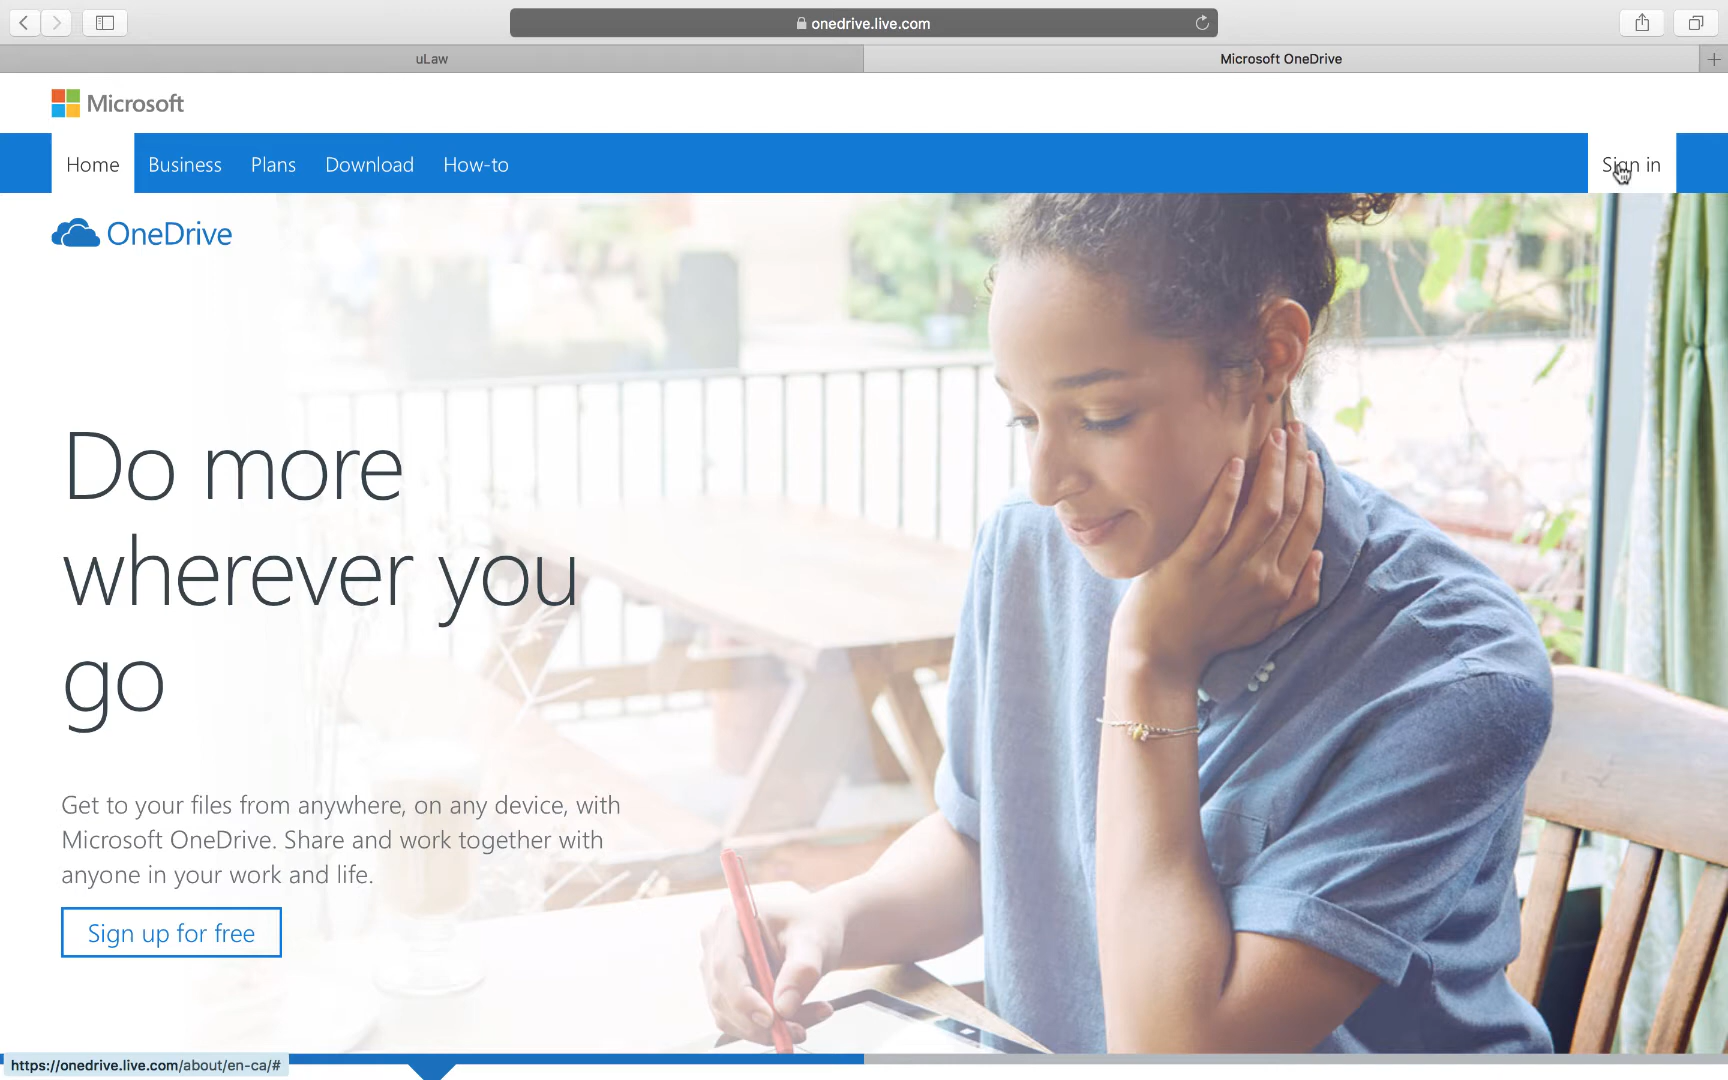 onedrive.live.com
uLaw
Microsoft OneDrive
Microsoft
Home
Business
Plans
Download
How-to
Sign in
OneDrive
Do more
wherever you
go
Get to your files from anywhere, on any device, with
Microsoft OneDrive. Share and work together with
anyone in your work and life.
Sign up for free
https://onedrive.live.com/about/en-ca/#